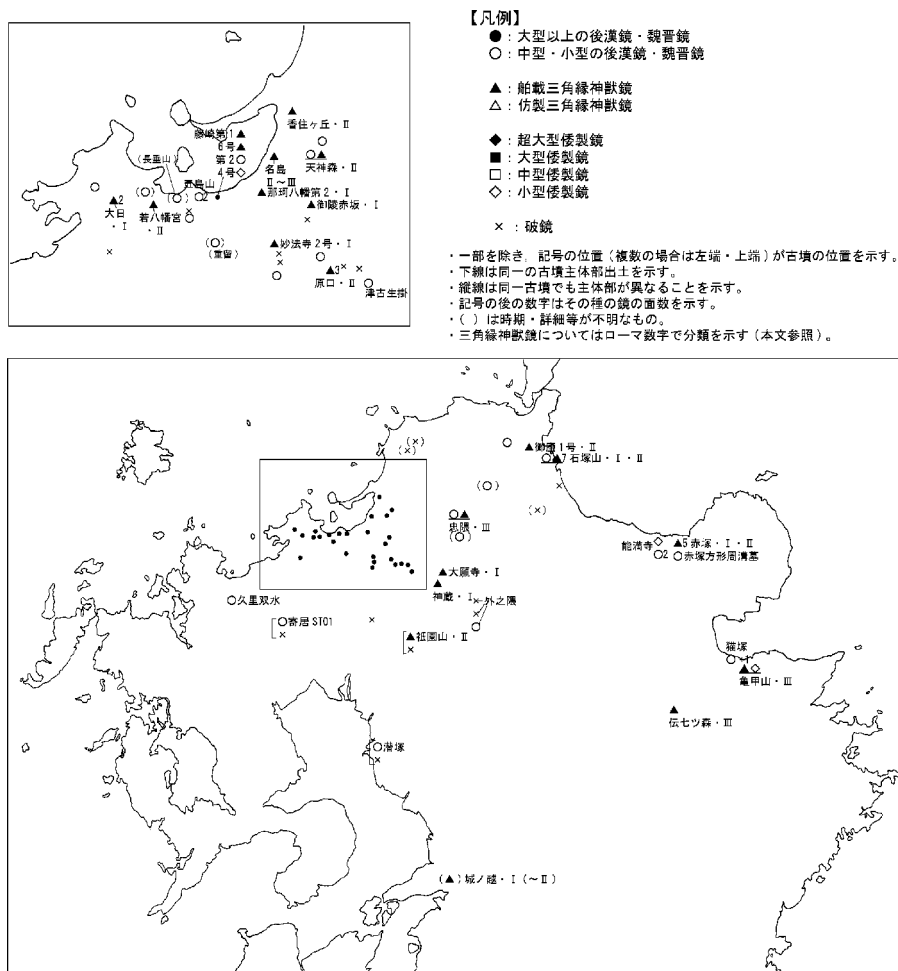 【凡例】
●：大型以上の後漢鏡・魏晋鏡
○：中型・小型の後漢鏡・魏晋鏡
▲：舶載三角縁神獣鏡
△：仿製三角縁神獣鏡
◆：超大型倭製鏡
■：大型倭製鏡
□：中型倭製鏡
◇：小型倭製鏡
×：破鏡
・一部を除き，記号の位置（複数の場合は左端・上端）が古墳の位置を示す。
・下線は同一の古墳主体部出土を示す。
・縦線は同一古墳でも主体部が異なることを示す。
・記号の後の数字はその種の鏡の面数を示す。
・（ ）は時期・詳細等が不明なもの。
・三角縁神獣鏡についてはローマ数字で分類を示す（本文参照）。
香住ヶ丘・Ⅱ
藤崎第1
6号
第2
4号
（長垂山）
五島山
2
名島
Ⅱ～Ⅲ
天神森・Ⅱ
那珂八幡第2・Ⅰ
御陵赤坂・Ⅰ
2
大日
・Ⅰ
若八幡宮
・Ⅱ
（重留）
妙法寺2号・Ⅰ
3
原口・Ⅱ
津古生掛
御座1号・Ⅱ
7 石塚山・Ⅰ・Ⅱ
忠隈・Ⅲ
能満寺
2
5 赤塚・Ⅰ・Ⅱ
赤塚方形周溝墓
大願寺・Ⅰ
神蔵・Ⅰ
外之隈
久里双水
寄居 ST01
祇園山・Ⅱ
猫塚
亀甲山・Ⅲ
伝七ツ森・Ⅲ
潜塚
（▲）城ノ越・Ⅰ（～Ⅱ）